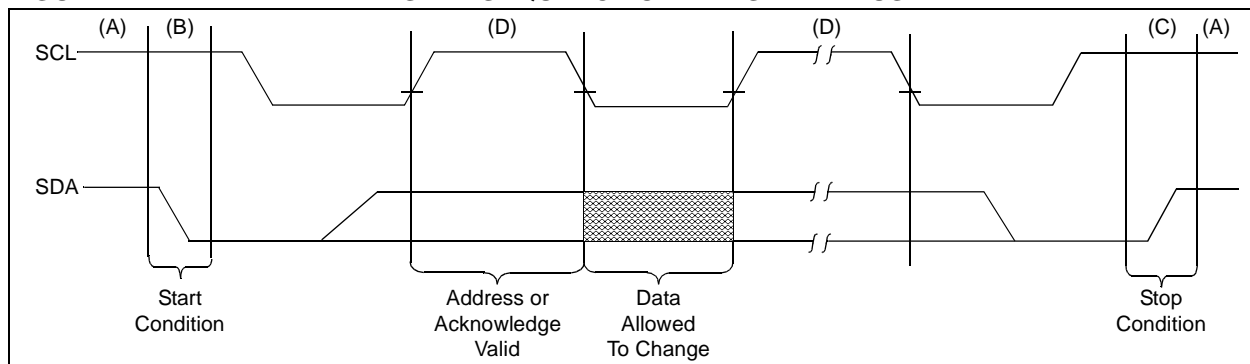 (A) (B) (D) (D) (C) (A)
SCL
SDA
Start
Condition
Address or
Acknowledge
Valid
Data
Allowed
To Change
Stop
Condition